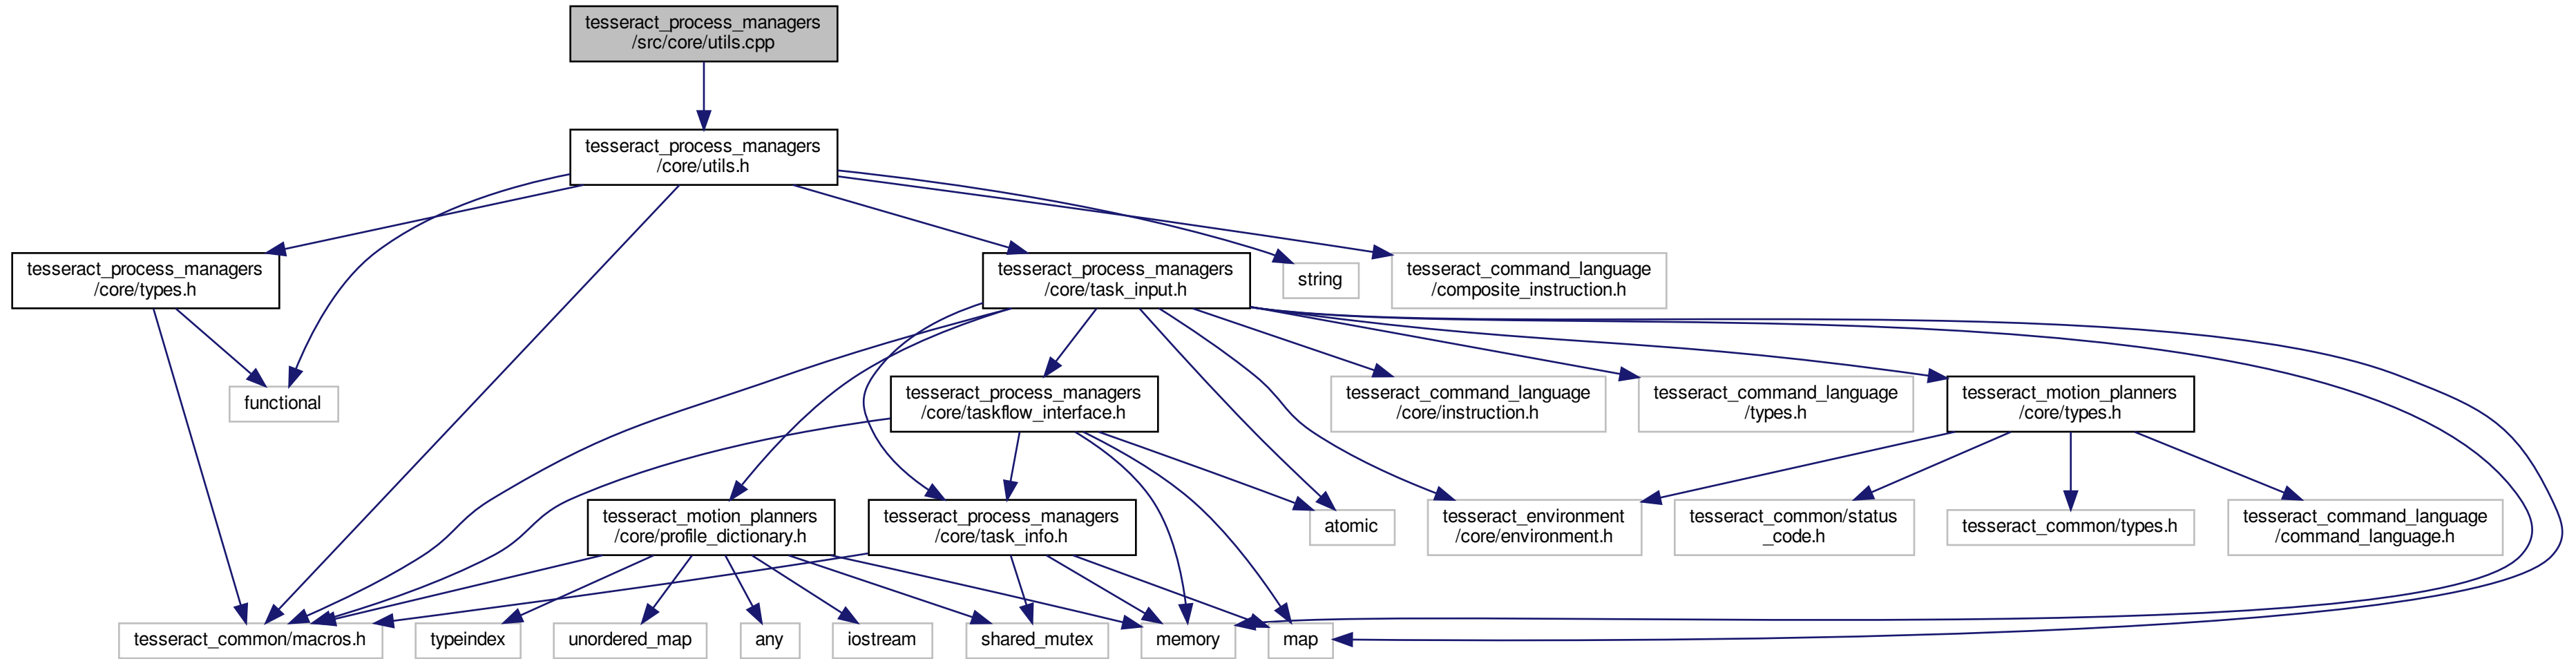 tesseract_process_managers
/src/core/utils.cpp
tesseract_process_managers
/core/utils.h
tesseract_process_managers
/core/types.h
tesseract_process_managers
/core/task_input.h
string
tesseract_command_language
/composite_instruction.h
functional
tesseract_process_managers
/core/taskflow_interface.h
tesseract_command_language
/core/instruction.h
tesseract_command_language
/types.h
tesseract_motion_planners
/core/types.h
tesseract_motion_planners
/core/profile_dictionary.h
tesseract_process_managers
/core/task_info.h
atomic
tesseract_environment
/core/environment.h
tesseract_common/status
_code.h
tesseract_common/types.h
tesseract_command_language
/command_language.h
tesseract_common/macros.h
typeindex
unordered_map
any
iostream
shared_mutex
memory
map